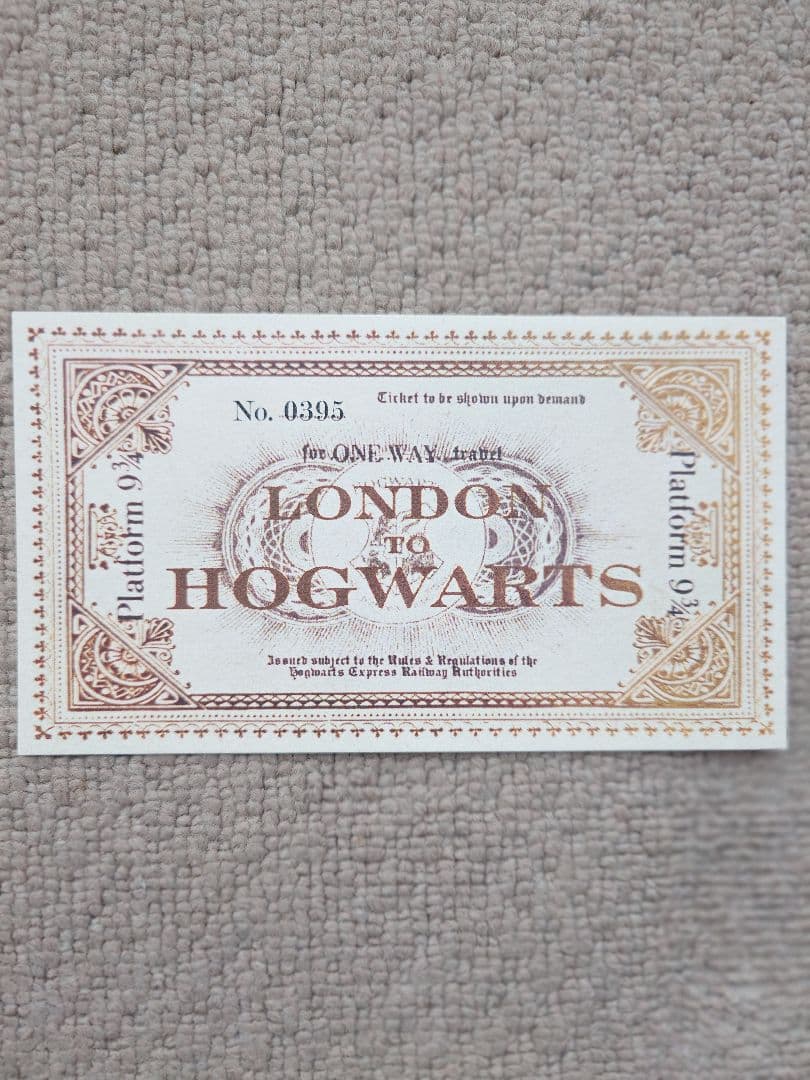 No. 0395
Ticket to be shown upon demand
for ONE WAY travel
LONDON
TO
HOGWARTS
Platform 9¾
Platform 9¾
Issued subject to the Rules & Regulations of the
Hogwarts Express Railway Authorities